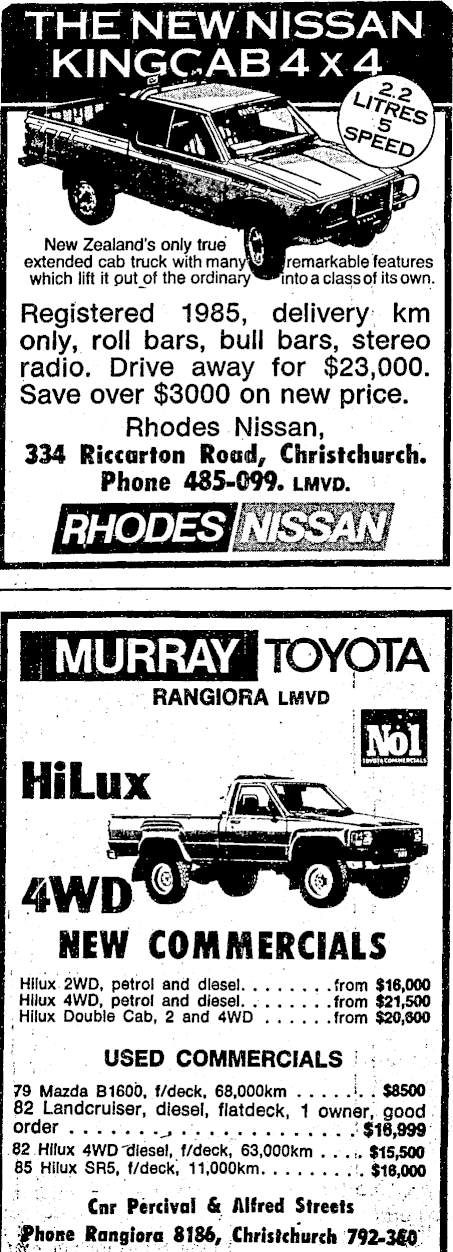 THE NEW NISSAN
KINGCAB 4 x 4
2.2
LITRES
5
SPEED
New Zealand's only true
extended cab truck with many remarkable features
which lift it out of the ordinary into a class of its own.
Registered 1985, delivery km
only, roll bars, bull bars, stereo
radio. Drive away for $23,000.
Save over $3000 on new price.
Rhodes Nissan,
334 Riccarton Road, Christchurch.
Phone 485-099. LMVD.
RHODES NISSAN
MURRAY TOYOTA
RANGIORA LMVD
No1
TOYOTA COMMERCIALS
HiLux
4WD
NEW COMMERCIALS
Hilux 2WD, petrol and diesel. . . . . . . . from $16,000
Hilux 4WD, petrol and diesel. . . . . . . . from $21,500
Hilux Double Cab, 2 and 4WD . . . . . . from $20,600
USED COMMERCIALS
79 Mazda B1600, f/deck, 68,000km . . . . . . . $8500
82 Landcruiser, diesel, flatdeck, 1 owner, good
order . . . . . . . . . . . . . . . . . . . $16,999
82 Hilux 4WD diesel, f/deck, 63,000km . . . . $15,500
85 Hilux SR5, f/deck, 11,000km. . . . . . . . $16,000
Cnr Percival & Alfred Streets
Phone Rangiora 8186, Christchurch 792-360